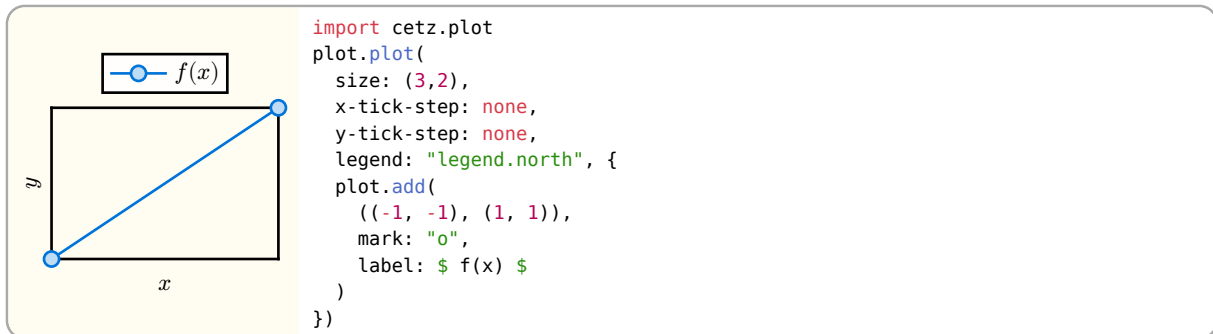 f(x)
y
x
import cetz.plot
plot.plot(
  size: (3,2),
  x-tick-step: none,
  y-tick-step: none,
  legend: "legend.north", {
  plot.add(
    ((-1, -1), (1, 1)),
    mark: "o",
    label: $ f(x) $
  )
})